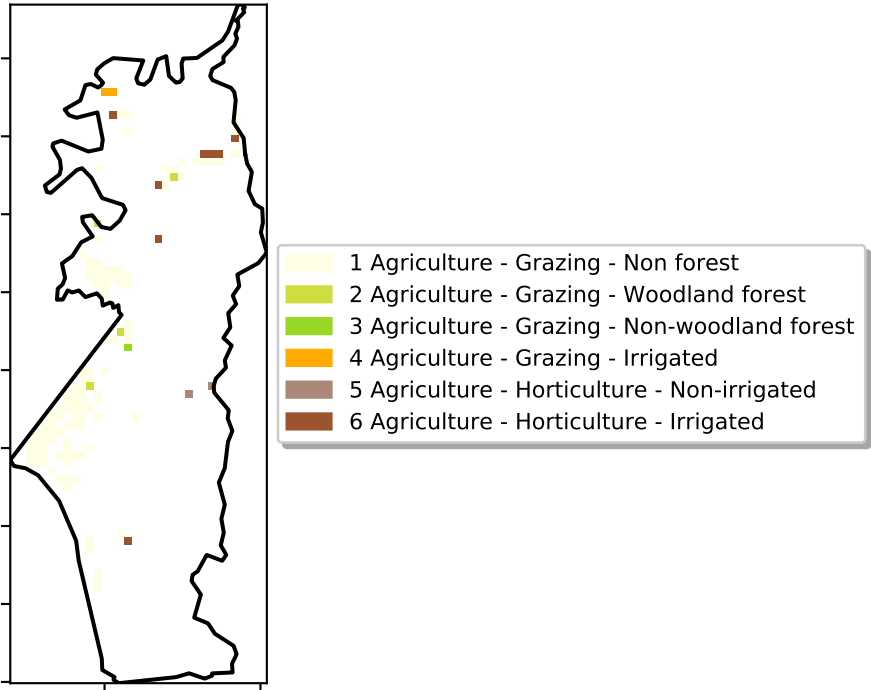 1 Agriculture - Grazing - Non forest
2 Agriculture - Grazing - Woodland forest
3 Agriculture - Grazing - Non-woodland forest
4 Agriculture - Grazing - Irrigated
5 Agriculture - Horticulture - Non-irrigated
6 Agriculture - Horticulture - Irrigated